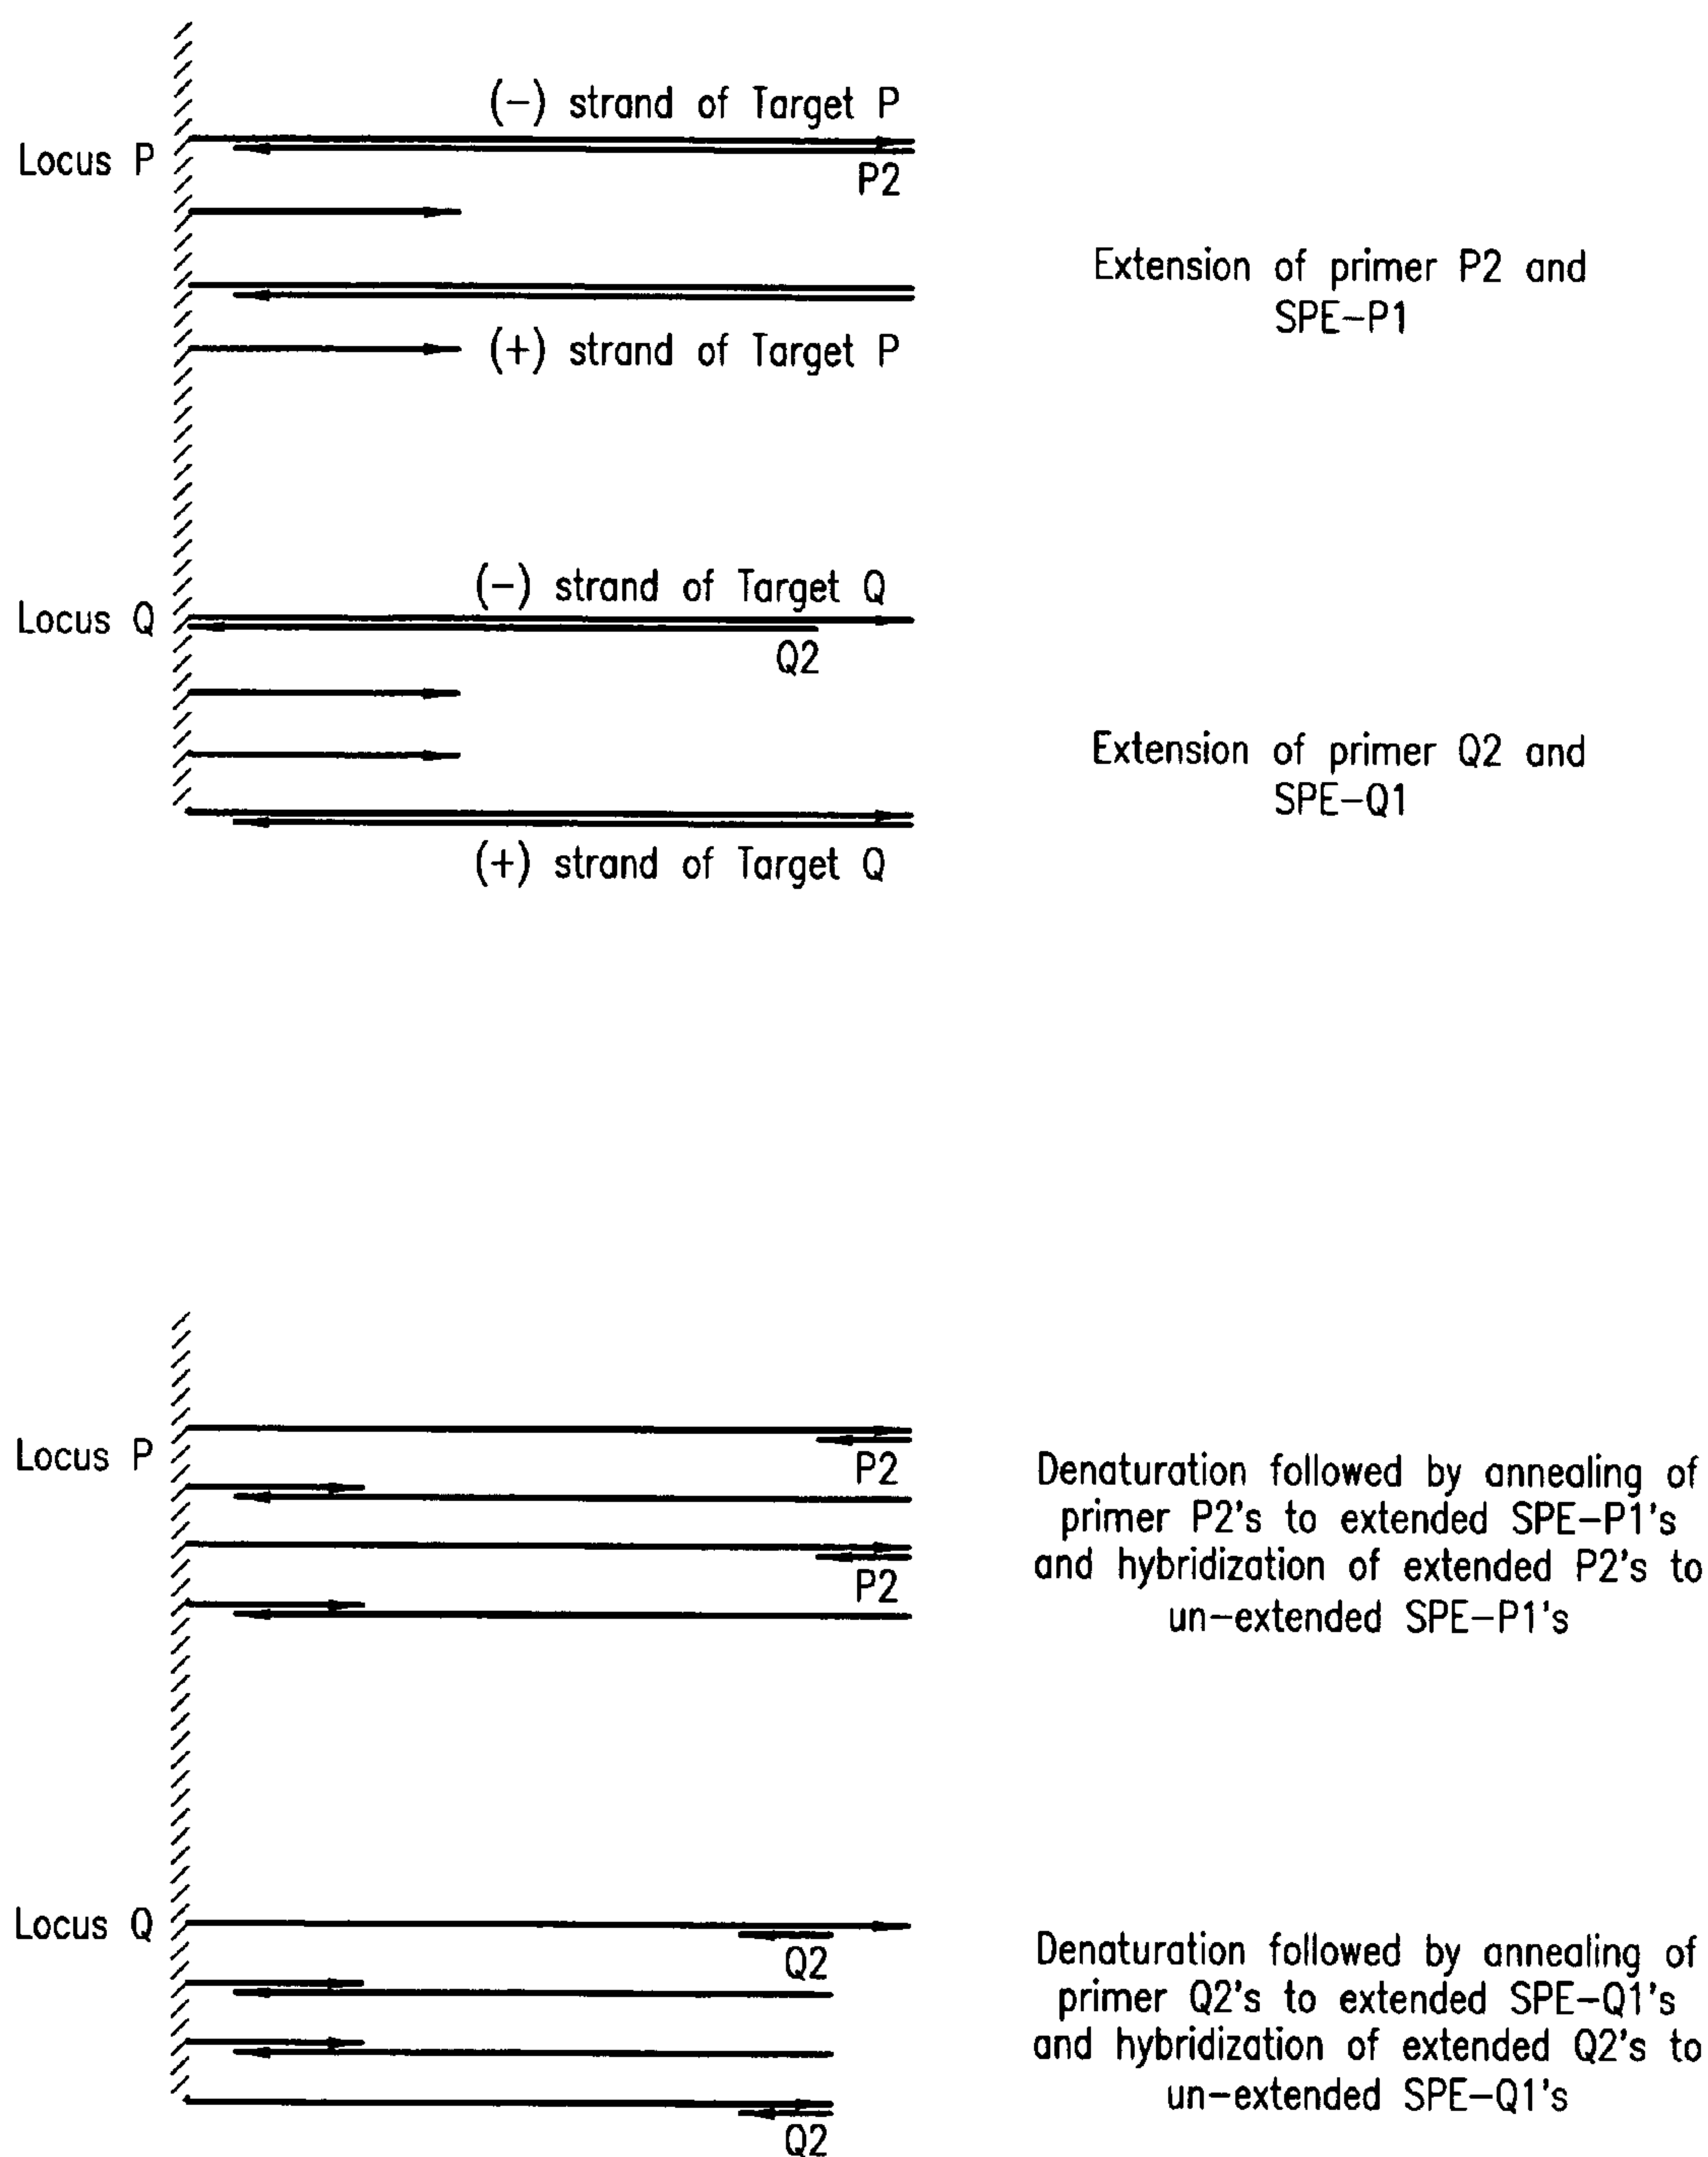 (-) strand of Target P
Locus P
P2
Extension of primer P2 and
SPE-P1
(+) strand of Target P
(-) strand of Target Q
Locus Q
Q2
Extension of primer Q2 and
SPE-Q1
(+) strand of Target Q
Locus P
P2
P2
Denaturation followed by annealing of
primer P2's to extended SPE-P1's
and hybridization of extended P2's to
un-extended SPE-P1's
Locus Q
Q2
Q2
Denaturation followed by annealing of
primer Q2's to extended SPE-Q1's
and hybridization of extended Q2's to
un-extended SPE-Q1's